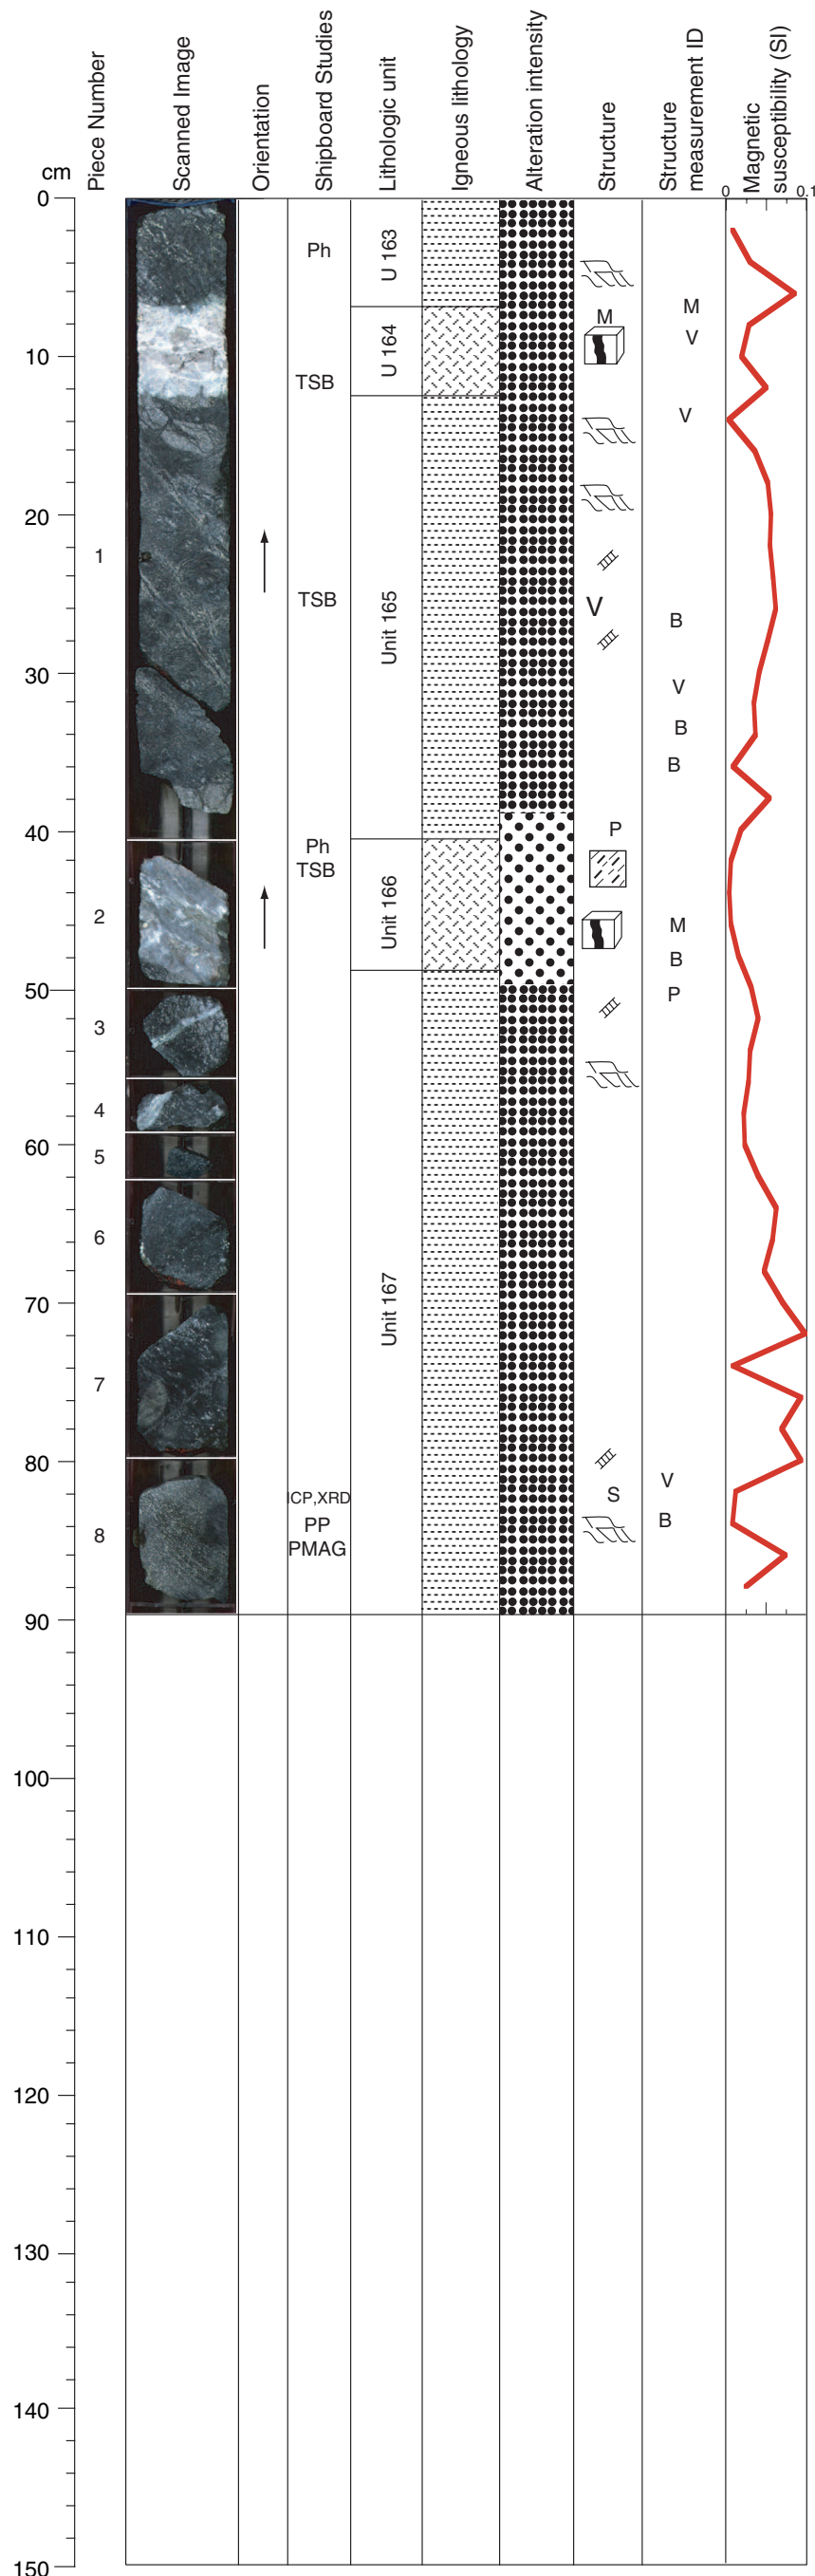 cm
Piece Number
Scanned Image
Orientation
Shipboard Studies
Lithologic unit
Igneous lithology
Alteration intensity
Structure
Structure
measurement ID
Magnetic
susceptibility (SI)
0
0.1
0
10
20
30
40
50
60
70
80
90
100
110
120
130
140
150
1
2
3
4
5
6
7
8
Ph
TSB
TSB
Ph
TSB
ICP,XRD
PP
PMAG
U 163
U 164
Unit 165
Unit 166
Unit 167
M
V
P
S
M
V
V
B
V
B
B
M
B
P
V
B